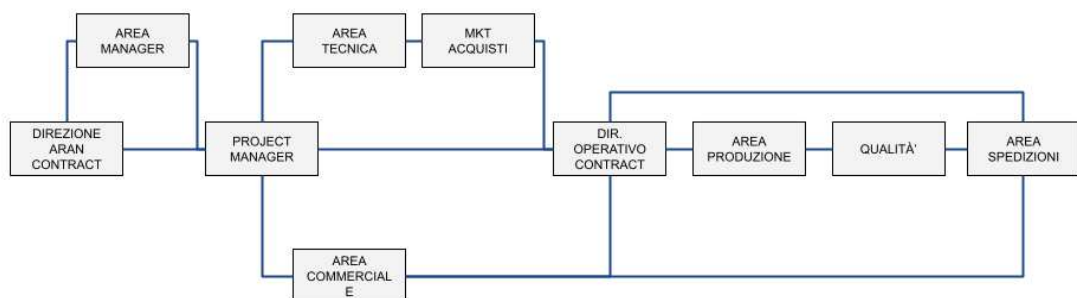 AREA
MANAGER
AREA
TECNICA
MKT
ACQUISTI
DIREZIONE
ARAN
CONTRACT
PROJECT
MANAGER
DIR.
OPERATIVO
CONTRACT
AREA
PRODUZIONE
QUALITÀ'
AREA
SPEDIZIONI
AREA
COMMERCIAL
E